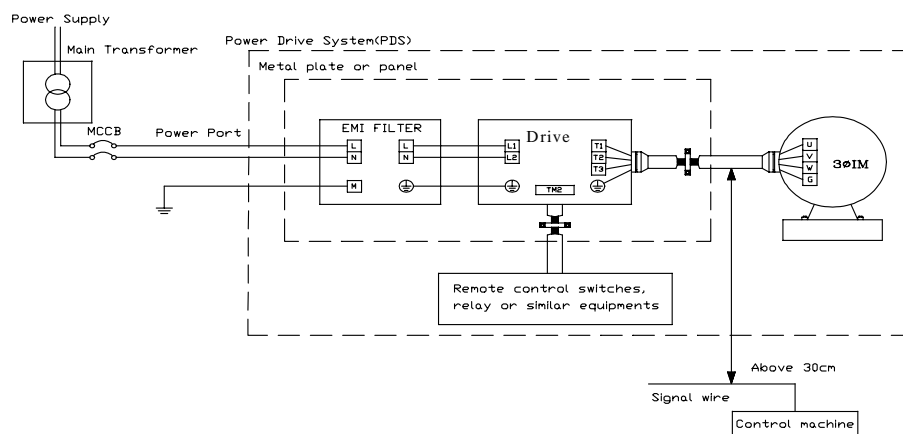 Power Supply
Main Transformer
Power Drive System(PDS)
Metal plate or panel
MCCB
Power Port
EMI FILTER
L
N
M
L
N
Drive
L1
L2
T1
T2
T3
TM2
U
V
W
G
3øIM
Remote control switches,
relay or similar equipments
Above 30cm
Signal wire
Control machine